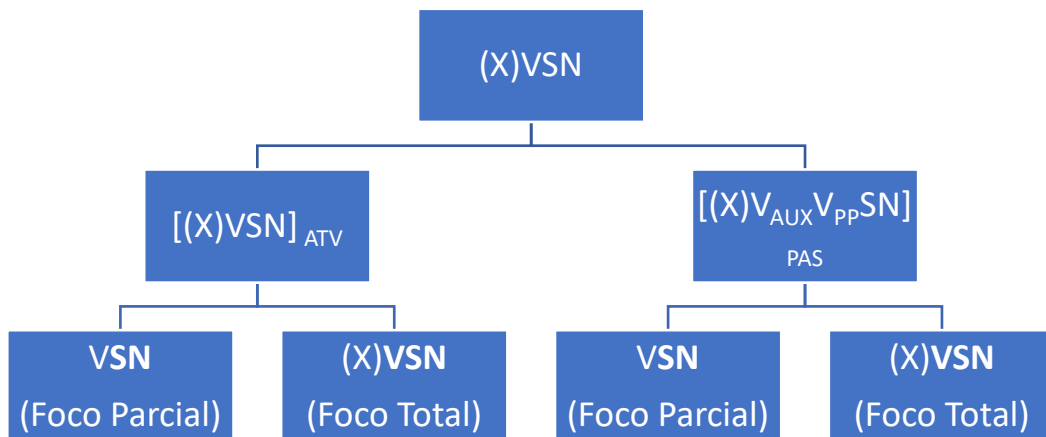 (X)VSN
[(X)VSN] ATV
[(X)VAUXVPPSN]
PAS
VSN
(Foco Parcial)
(X)VSN
(Foco Total)
VSN
(Foco Parcial)
(X)VSN
(Foco Total)